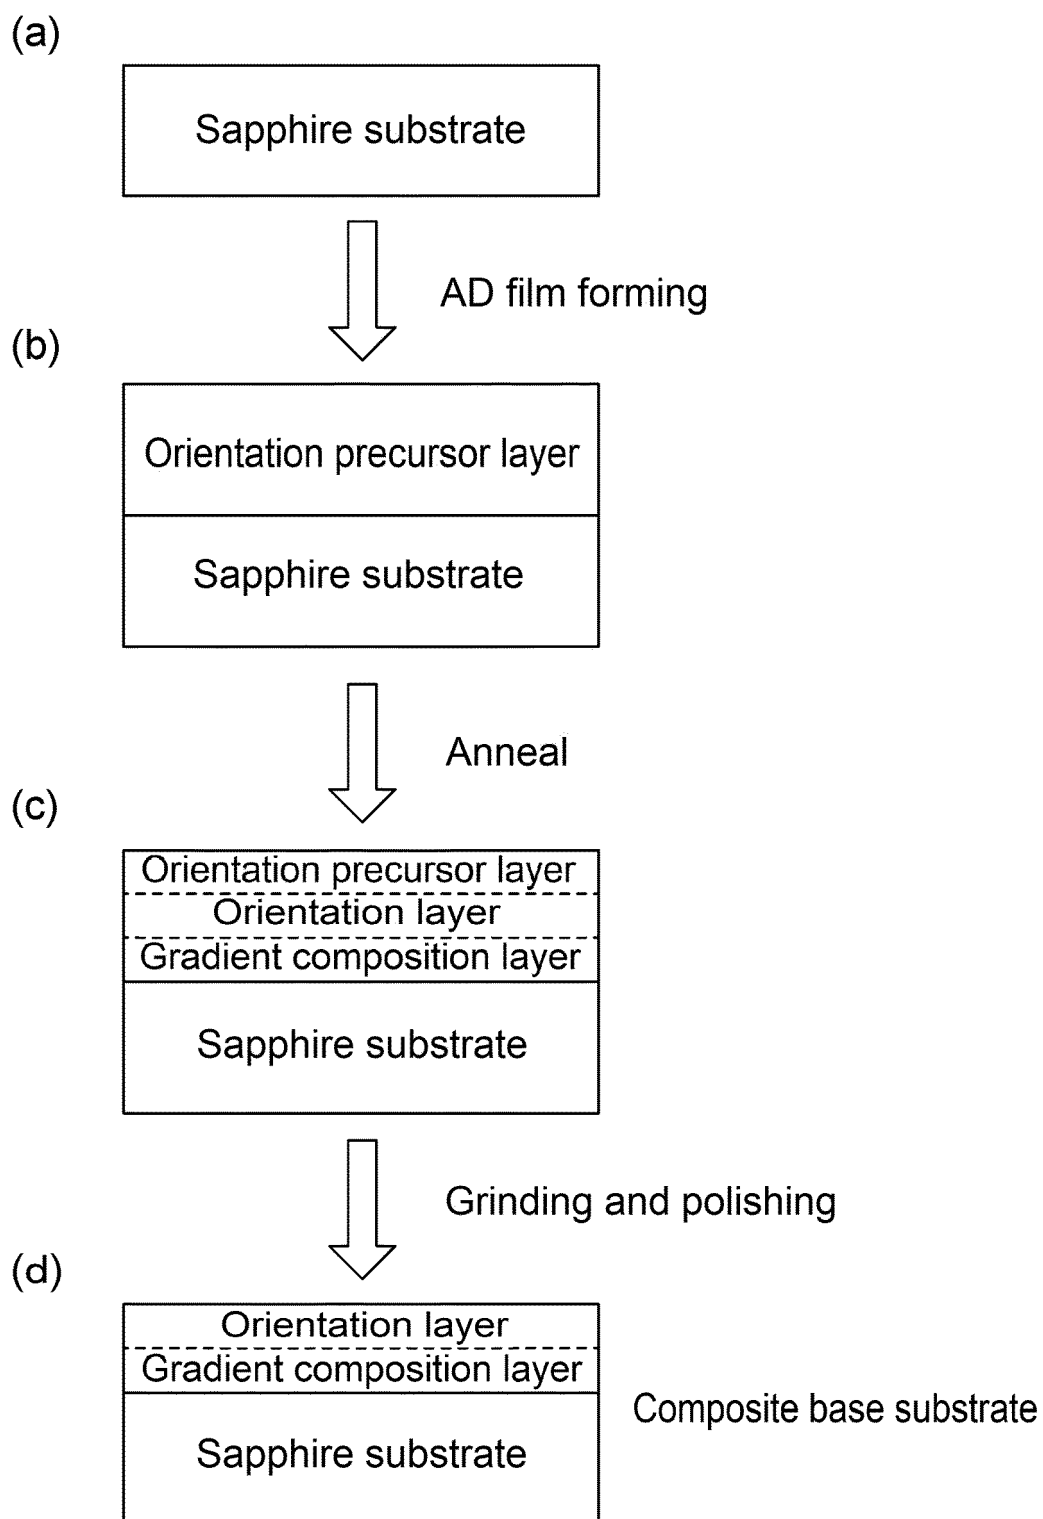 (a)
Sapphire substrate
AD film forming
(b)
Orientation precursor layer
Sapphire substrate
Anneal
(c)
Orientation precursor layer
Orientation layer
Gradient composition layer
Sapphire substrate
Grinding and polishing
(d)
Orientation layer
Gradient composition layer
Composite base substrate
Sapphire substrate